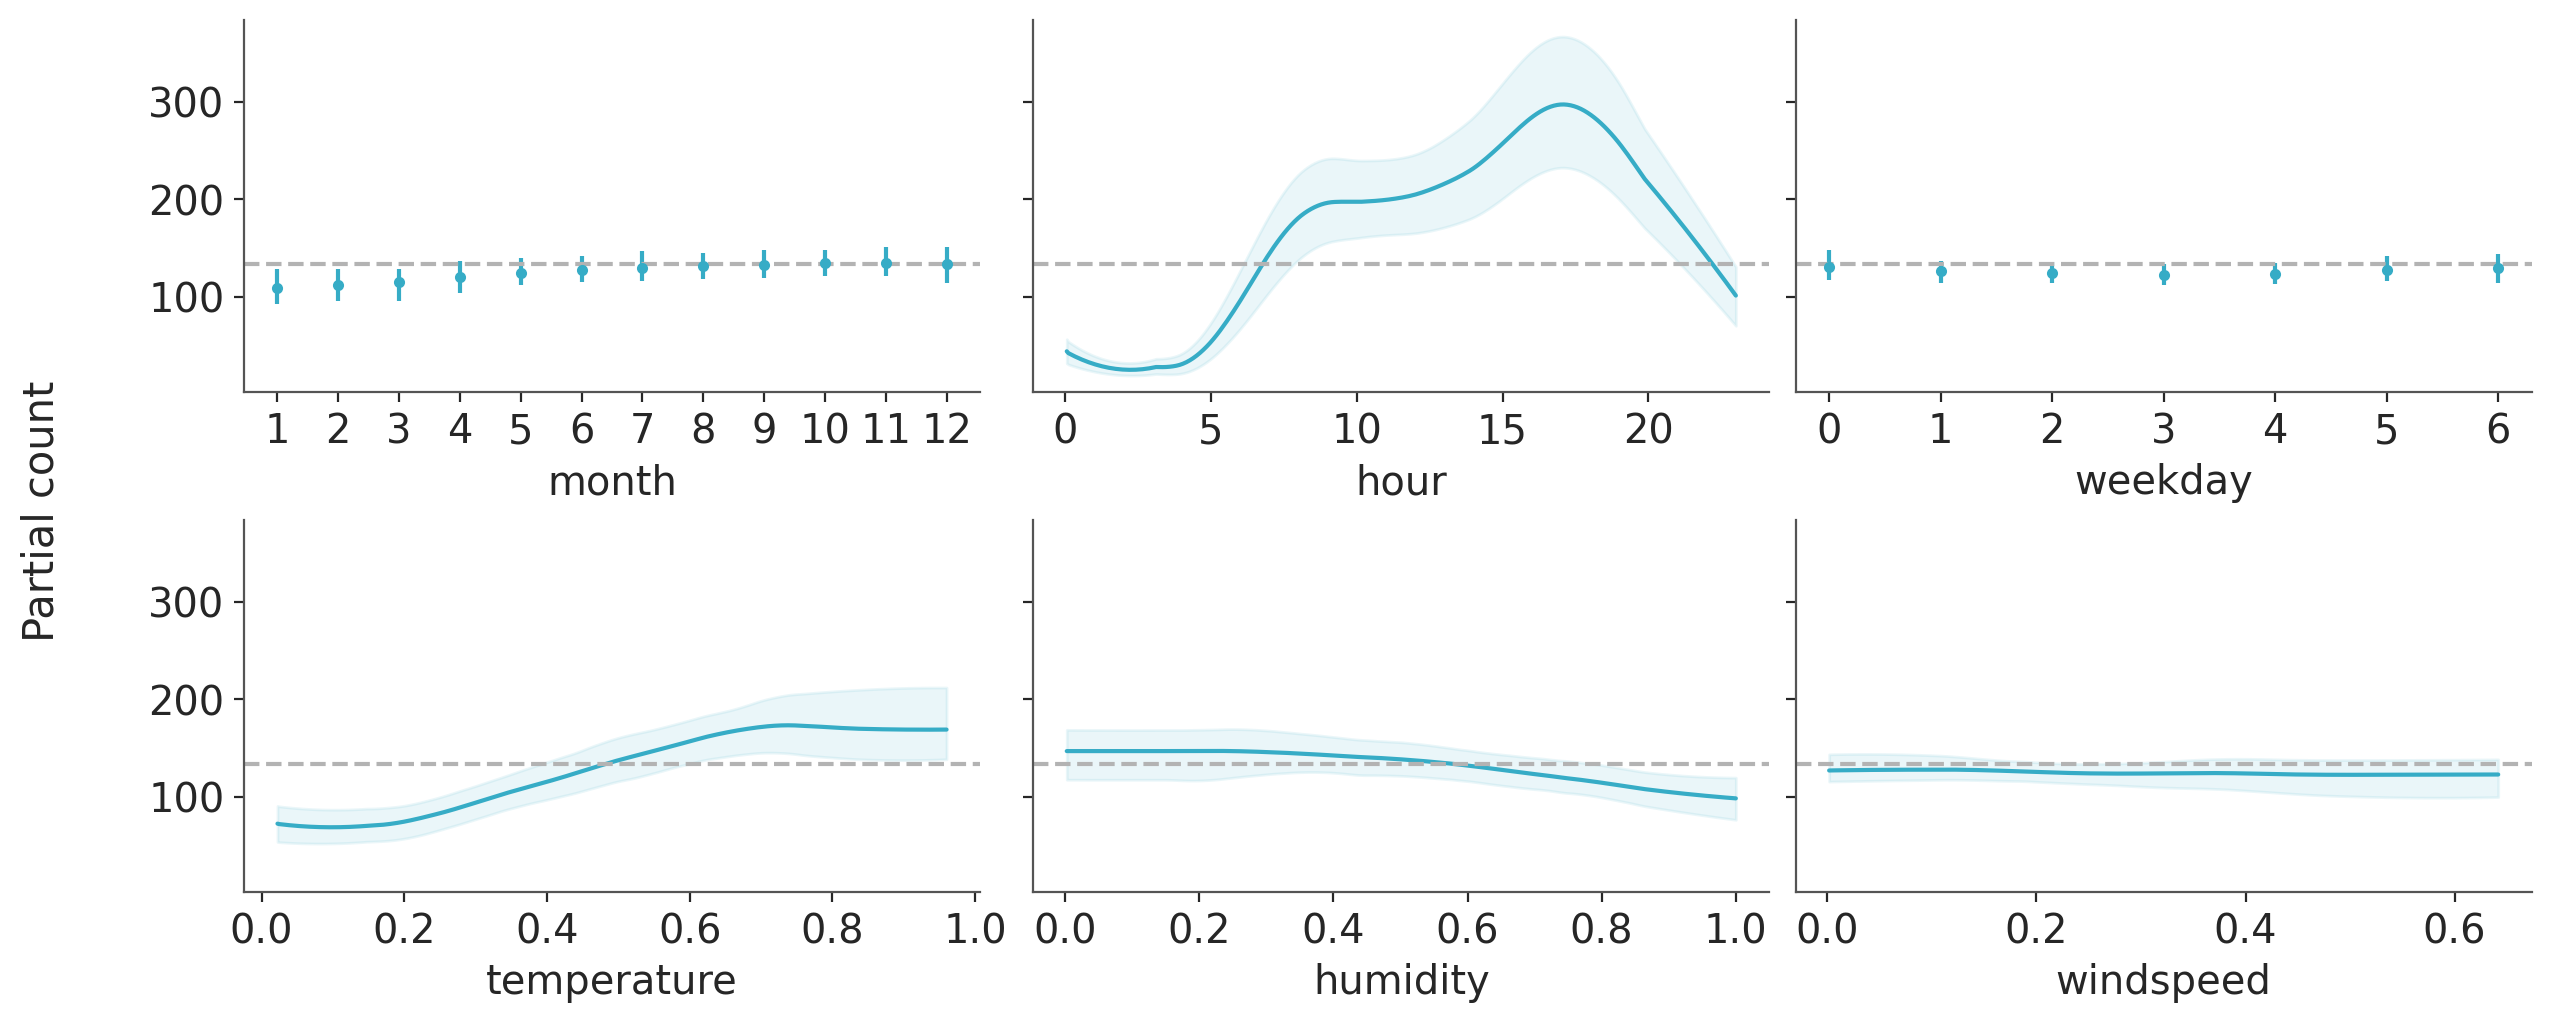 Partial count
300
200
100
1 2 3 4 5 6 7 8 9 10 11 12
month
0 5 10 15 20
hour
0 1 2 3 4 5 6
weekday
300
200
100
0.0 0.2 0.4 0.6 0.8 1.0
temperature
0.0 0.2 0.4 0.6 0.8 1.0
humidity
0.0 0.2 0.4 0.6
windspeed